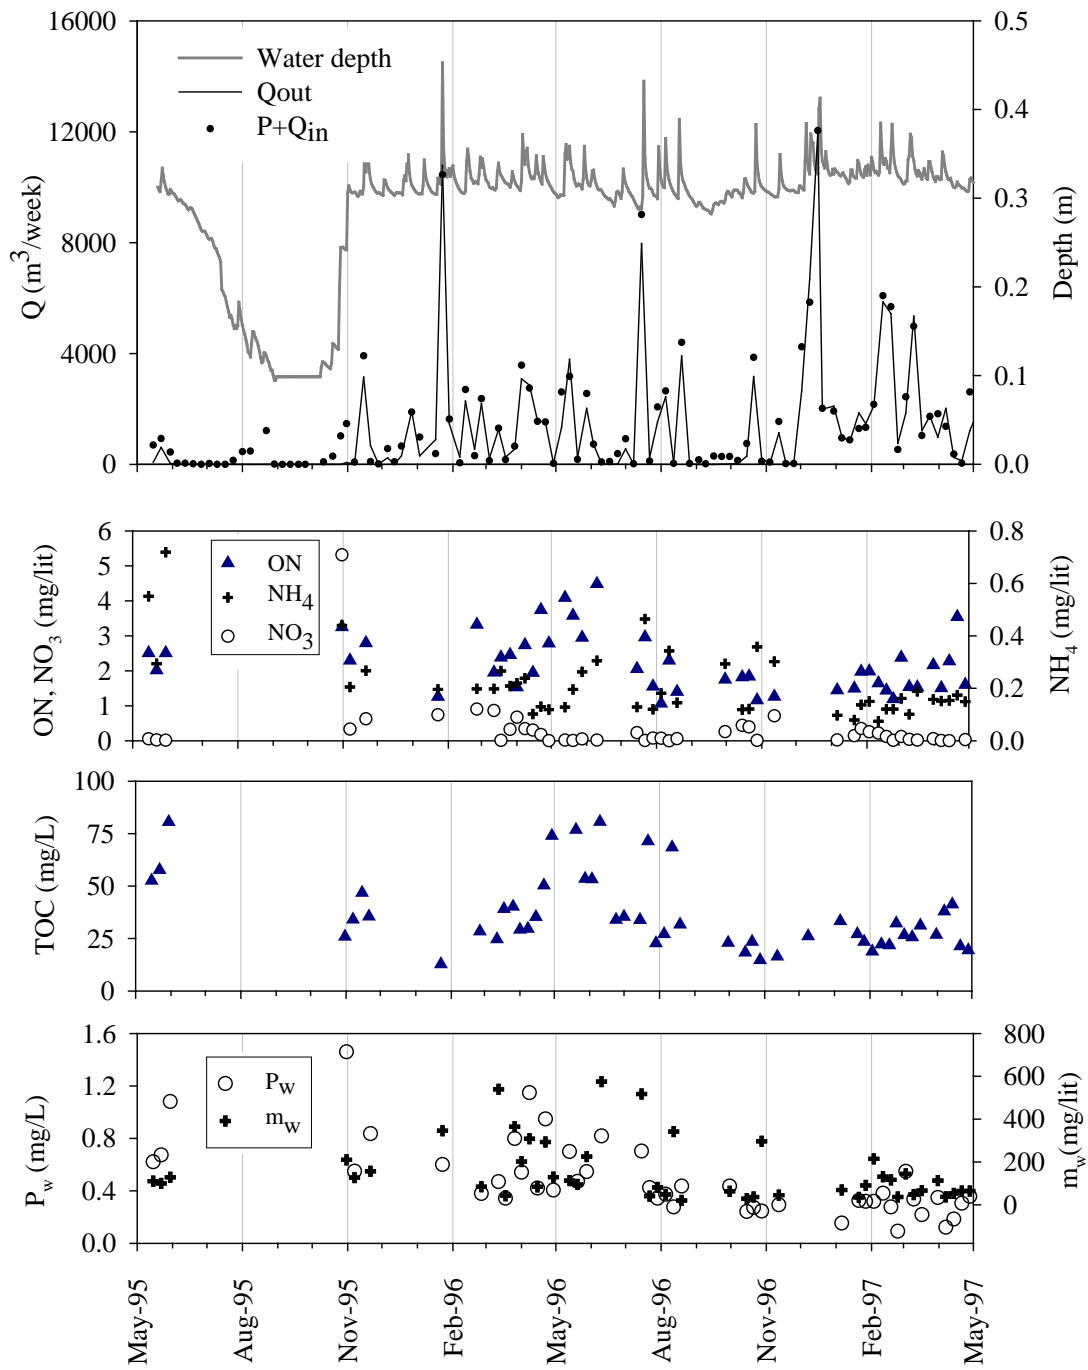 16000
12000
8000
4000
0
Q (m³/week)
0.5
0.4
0.3
0.2
0.1
0.0
Depth (m)
Water depth
Qout
P+Qin
6
5
4
3
2
1
0
ON, NO3 (mg/lit)
0.8
0.6
0.4
0.2
0.0
NH4 (mg/lit)
ON
NH4
NO3
100
75
50
25
0
TOC (mg/L)
1.6
1.2
0.8
0.4
0.0
Pw (mg/L)
800
600
400
200
0
mw(mg/lit)
Pw
mw
May-95
Aug-95
Nov-95
Feb-96
May-96
Aug-96
Nov-96
Feb-97
May-97